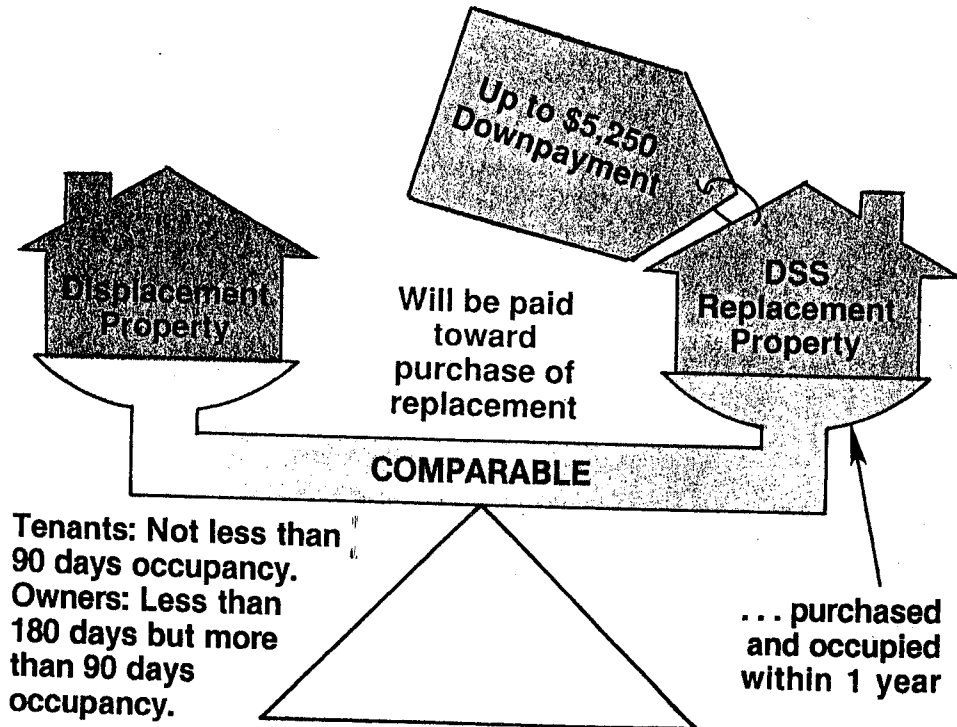 Up to $5,250
Downpayment
Displacement
Property
DSS
Replacement
Property
Will be paid
toward
purchase of
replacement
COMPARABLE
Tenants: Not less than
90 days occupancy.
Owners: Less than
180 days but more
than 90 days
occupancy.
...purchased
and occupied
within 1 year